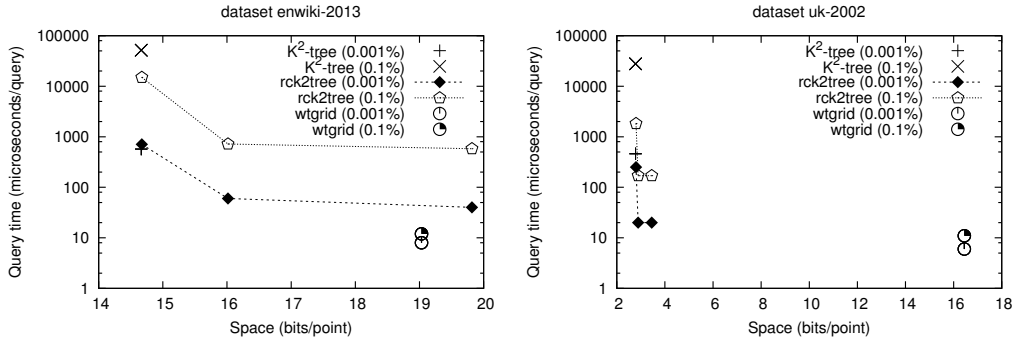 dataset enwiki-2013
Query time (microseconds/query)
100000
10000
1000
100
10
1
K²-tree (0.001%)
K²-tree (0.1%)
rck2tree (0.001%)
rck2tree (0.1%)
wtgrid (0.001%)
wtgrid (0.1%)
14 15 16 17 18 19 20
Space (bits/point)
dataset uk-2002
Query time (microseconds/query)
100000
10000
1000
100
10
1
K²-tree (0.001%)
K²-tree (0.1%)
rck2tree (0.001%)
rck2tree (0.1%)
wtgrid (0.001%)
wtgrid (0.1%)
2 4 6 8 10 12 14 16 18
Space (bits/point)